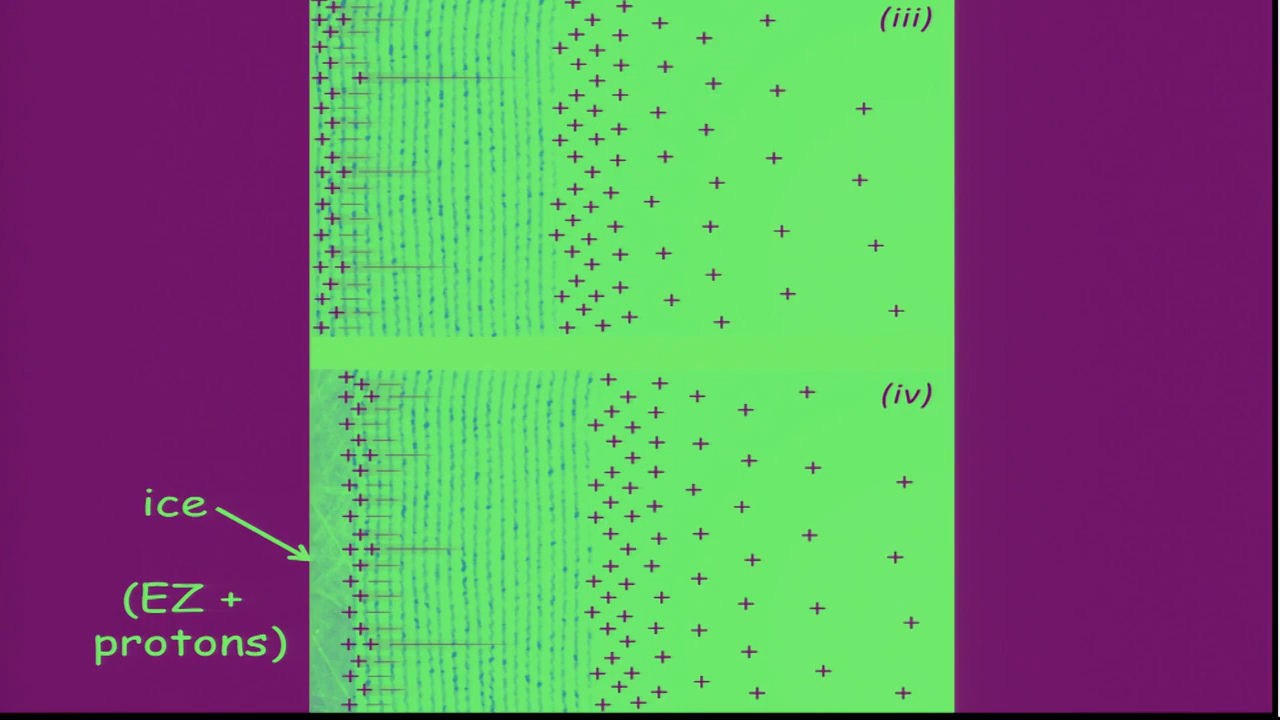 (iii)
(iv)
ice
(EZ +
protons)